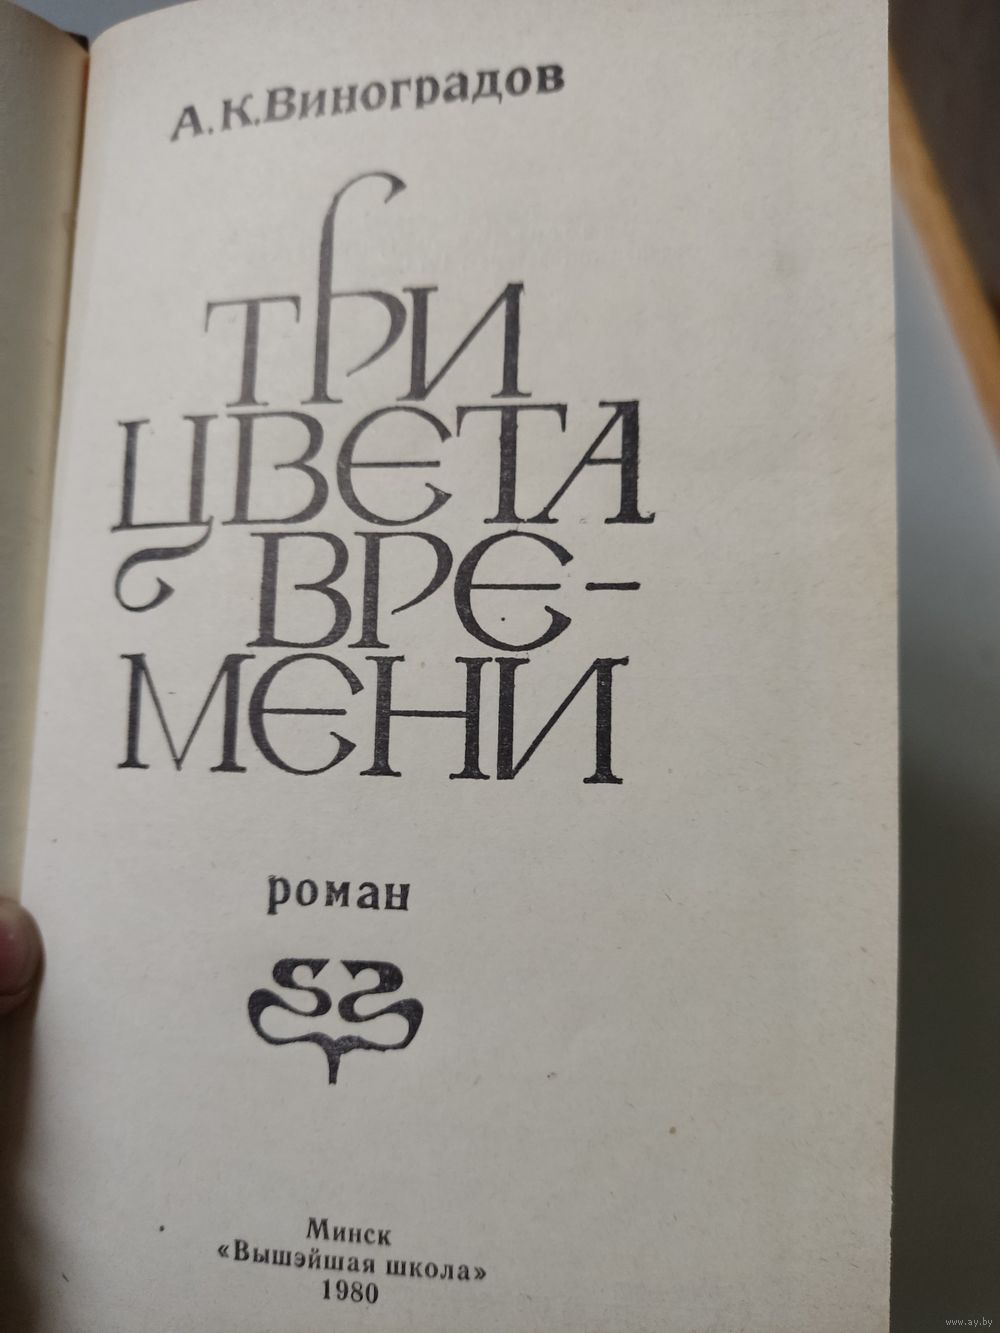 А. К. Виноградов
ТРИ
ЦВЕТА
ВРЕ-
МЕНИ
роман
Минск
«Вышэйшая школа»
1980
www.ay.by